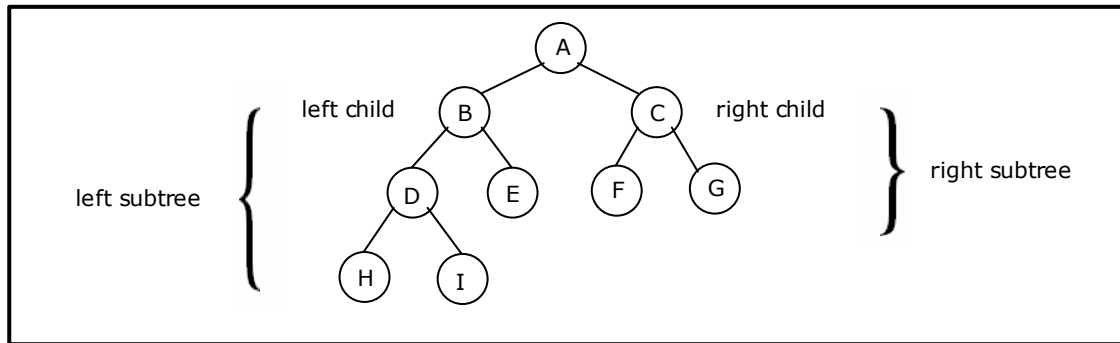 A
left child
B
C
right child
left subtree
D
E
F
G
right subtree
H
I